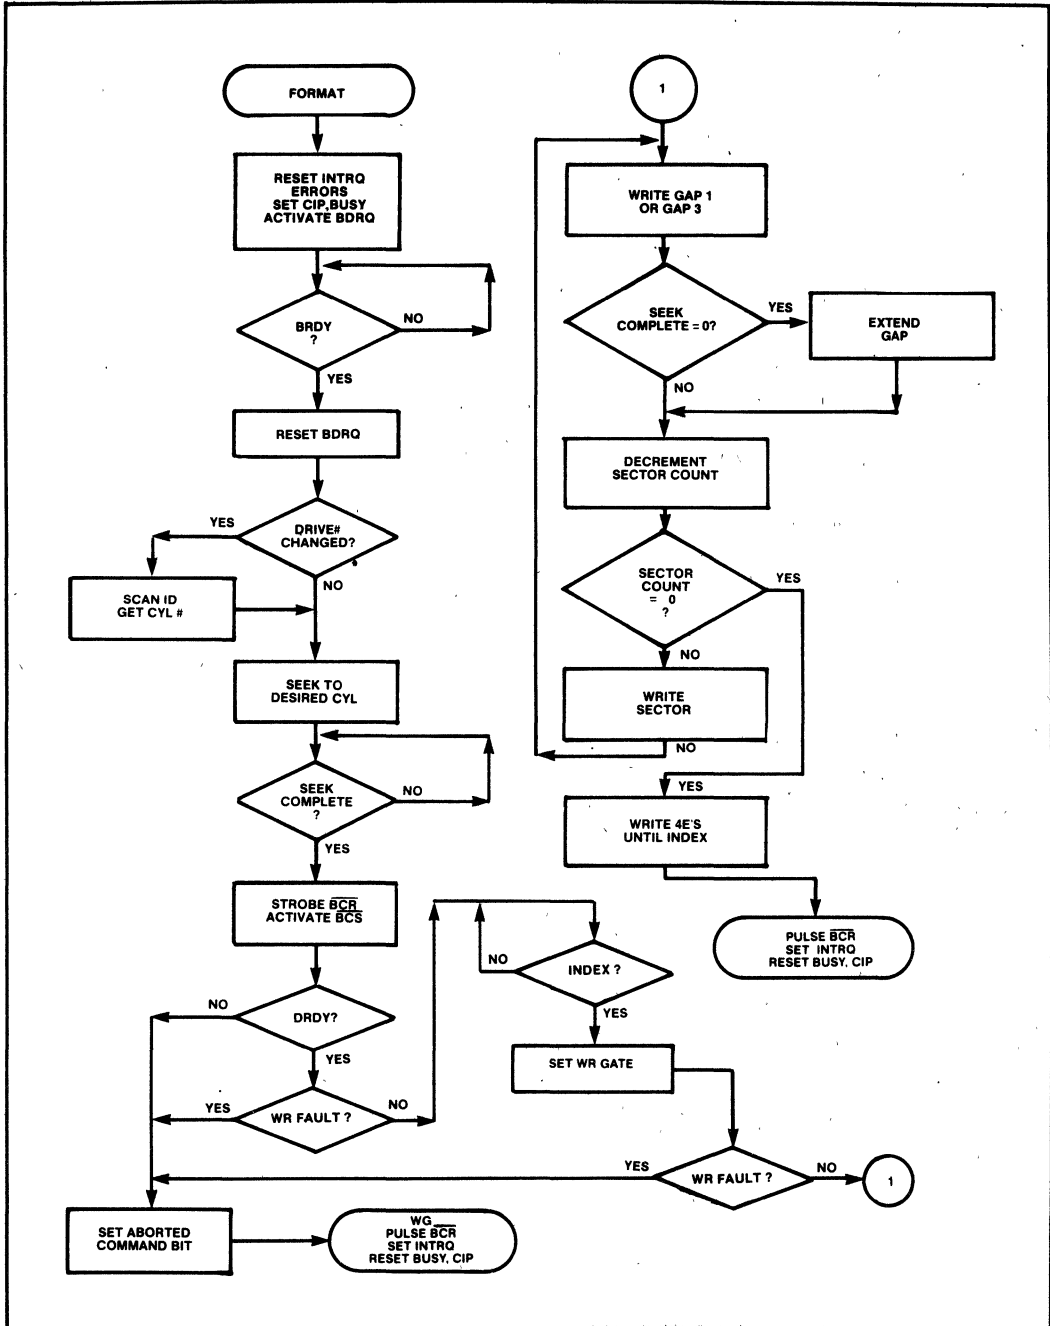 FORMAT
RESET INTRQ
ERRORS
SET CIP,BUSY
ACTIVATE BDRQ
BRDY
?
NO
YES
RESET BDRQ
DRIVE#
CHANGED?
YES
NO
SCAN ID
GET CYL #
SEEK TO
DESIRED CYL
SEEK
COMPLETE
?
NO
YES
STROBE BCR
ACTIVATE BCS
DRDY?
NO
YES
WR FAULT ?
YES
NO
SET ABORTED
COMMAND BIT
WG
PULSE BCR
SET INTRQ
RESET BUSY, CIP
INDEX ?
NO
YES
SET WR GATE
WR FAULT ?
YES
NO
1
1
WRITE GAP 1
OR GAP 3
SEEK
COMPLETE = 0?
YES
NO
EXTEND
GAP
DECREMENT
SECTOR COUNT
SECTOR
COUNT
= 0
?
YES
NO
WRITE
SECTOR
NO
YES
WRITE 4E'S
UNTIL INDEX
PULSE BCR
SET INTRQ
RESET BUSY, CIP